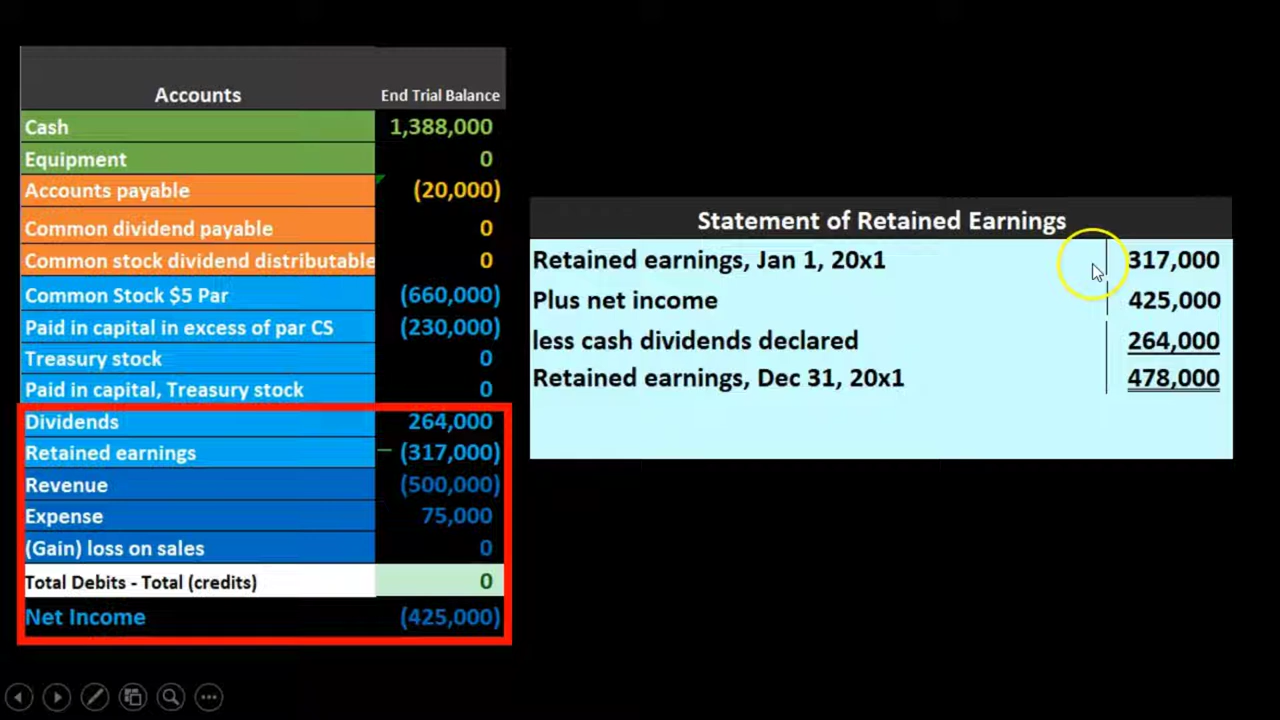 Accounts End Trial Balance
Cash 1,388,000
Equipment 0
Accounts payable (20,000)
Common dividend payable 0
Common stock dividend distributable 0
Common Stock $5 Par (660,000)
Paid in capital in excess of par CS (230,000)
Treasury stock 0
Paid in capital, Treasury stock 0
Dividends 264,000
Retained earnings (317,000)
Revenue (500,000)
Expense 75,000
(Gain) loss on sales 0
Total Debits - Total (credits) 0
Net Income (425,000)
Statement of Retained Earnings
Retained earnings, Jan 1, 20x1 317,000
Plus net income 425,000
less cash dividends declared 264,000
Retained earnings, Dec 31, 20x1 478,000